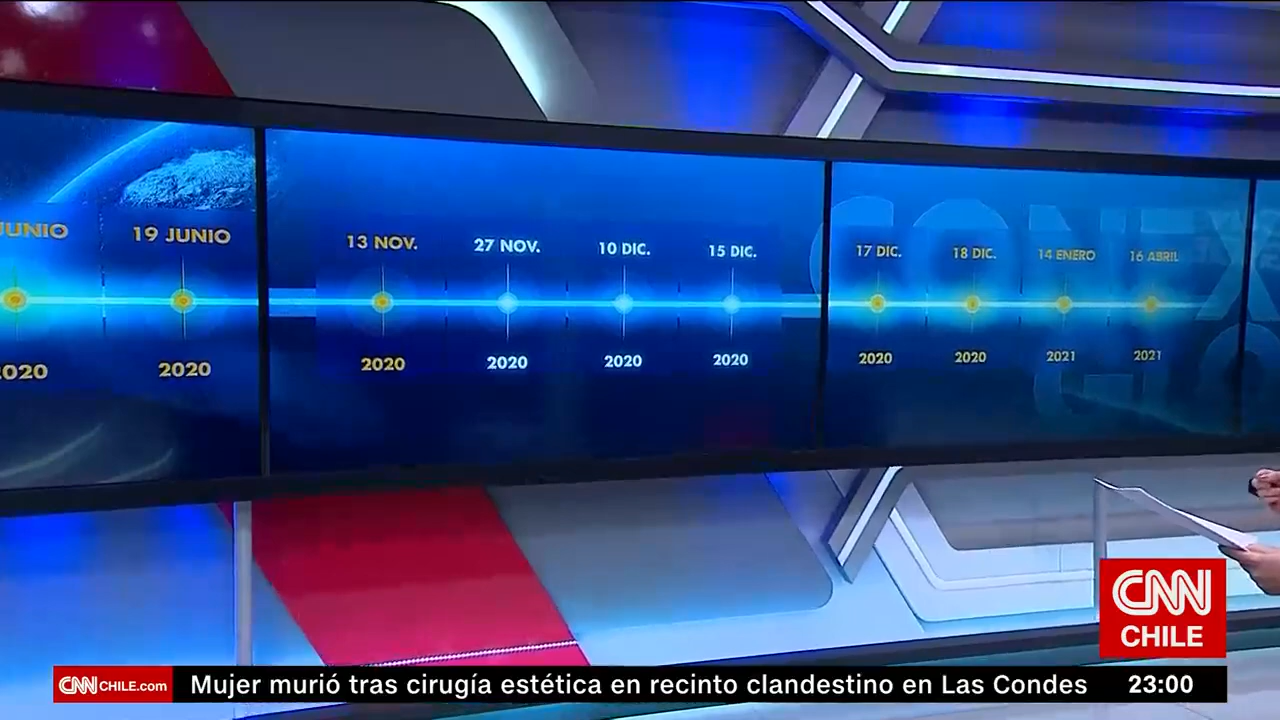 JUNIO
19 JUNIO
13 NOV.
27 NOV.
10 DIC.
15 DIC.
17 DIC.
18 DIC.
14 ENERO
16 ABRIL
2020
2020
2020
2020
2020
2020
2020
2020
2021
2021
CNN
CHILE
CNNCHILE.com
Mujer murió tras cirugía estética en recinto clandestino en Las Condes
23:00